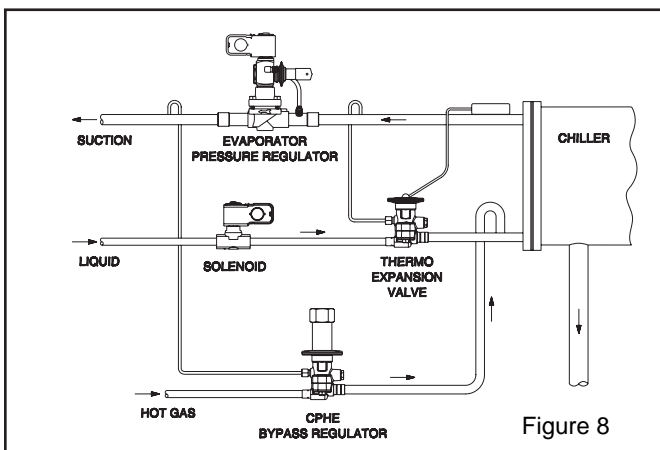 SUCTION
EVAPORATOR
PRESSURE REGULATOR
CHILLER
LIQUID
SOLENOID
THERMO
EXPANSION
VALVE
HOT GAS
CPHE
BYPASS REGULATOR
Figure 8